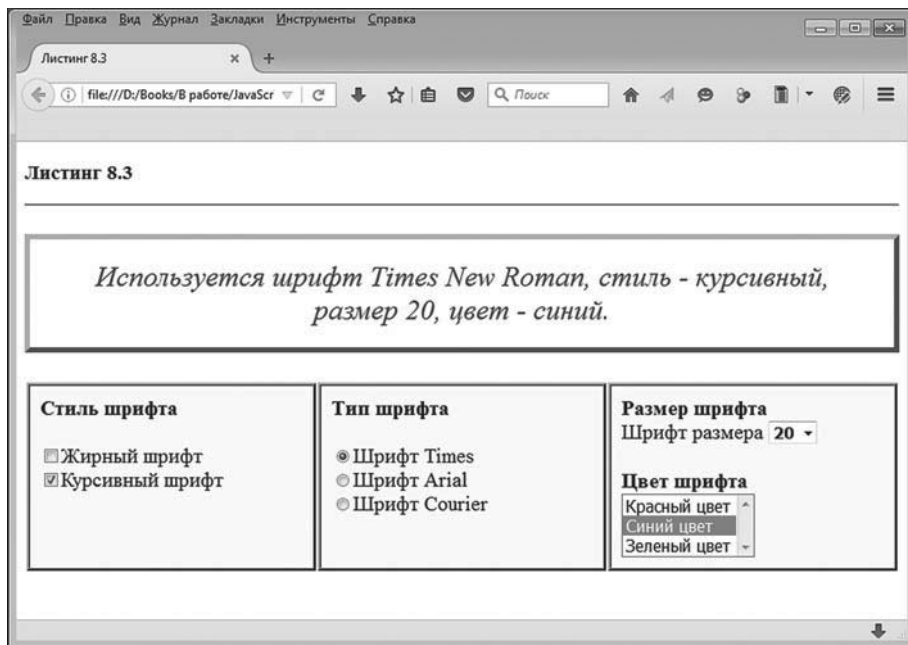 Файл Правка Вид Журнал Закладки Инструменты Справка
Листинг 8.3
file:///D:/Books/В работе/JavaScr
Поиск
Листинг 8.3
Используется шрифт Times New Roman, стиль - курсивный,
размер 20, цвет - синий.
Стиль шрифта
Жирный шрифт
Курсивный шрифт
Тип шрифта
Шрифт Times
Шрифт Arial
Шрифт Courier
Размер шрифта
Шрифт размера 20
Цвет шрифта
Красный цвет
Синий цвет
Зеленый цвет